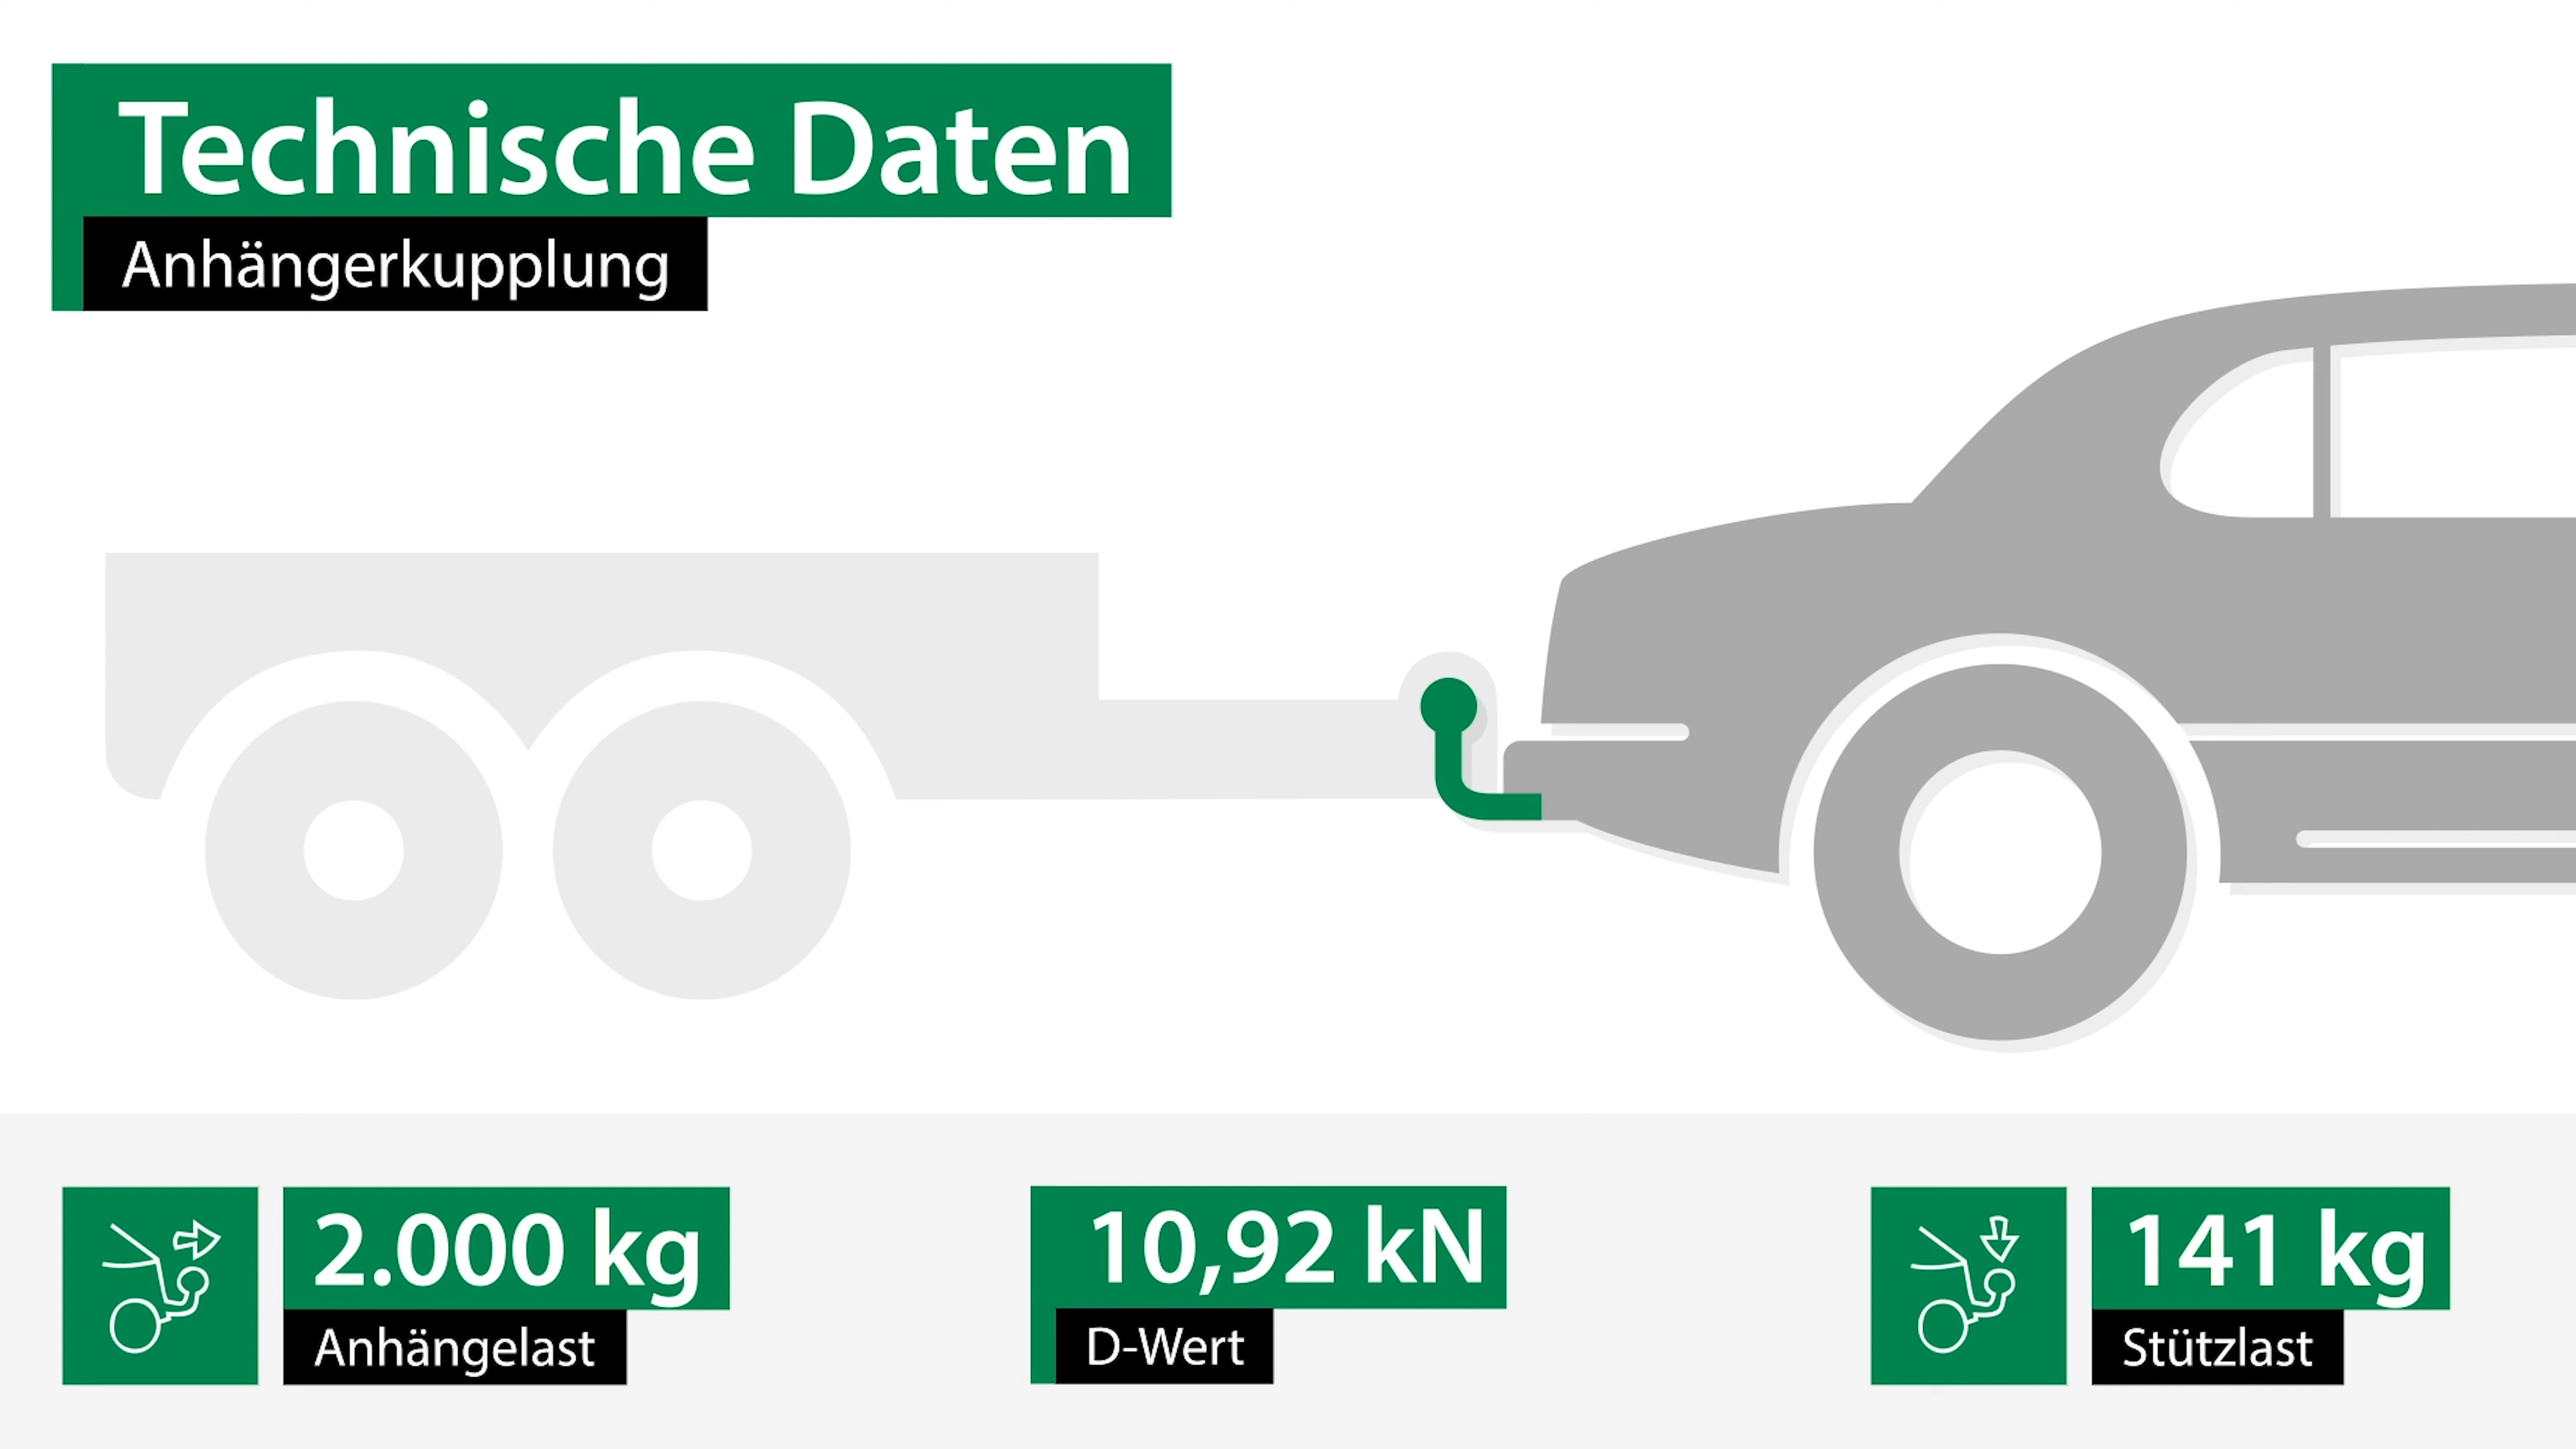 Technische Daten
Anhängerkupplung
2.000 kg
Anhängelast
10,92 kN
D-Wert
141 kg
Stützlast